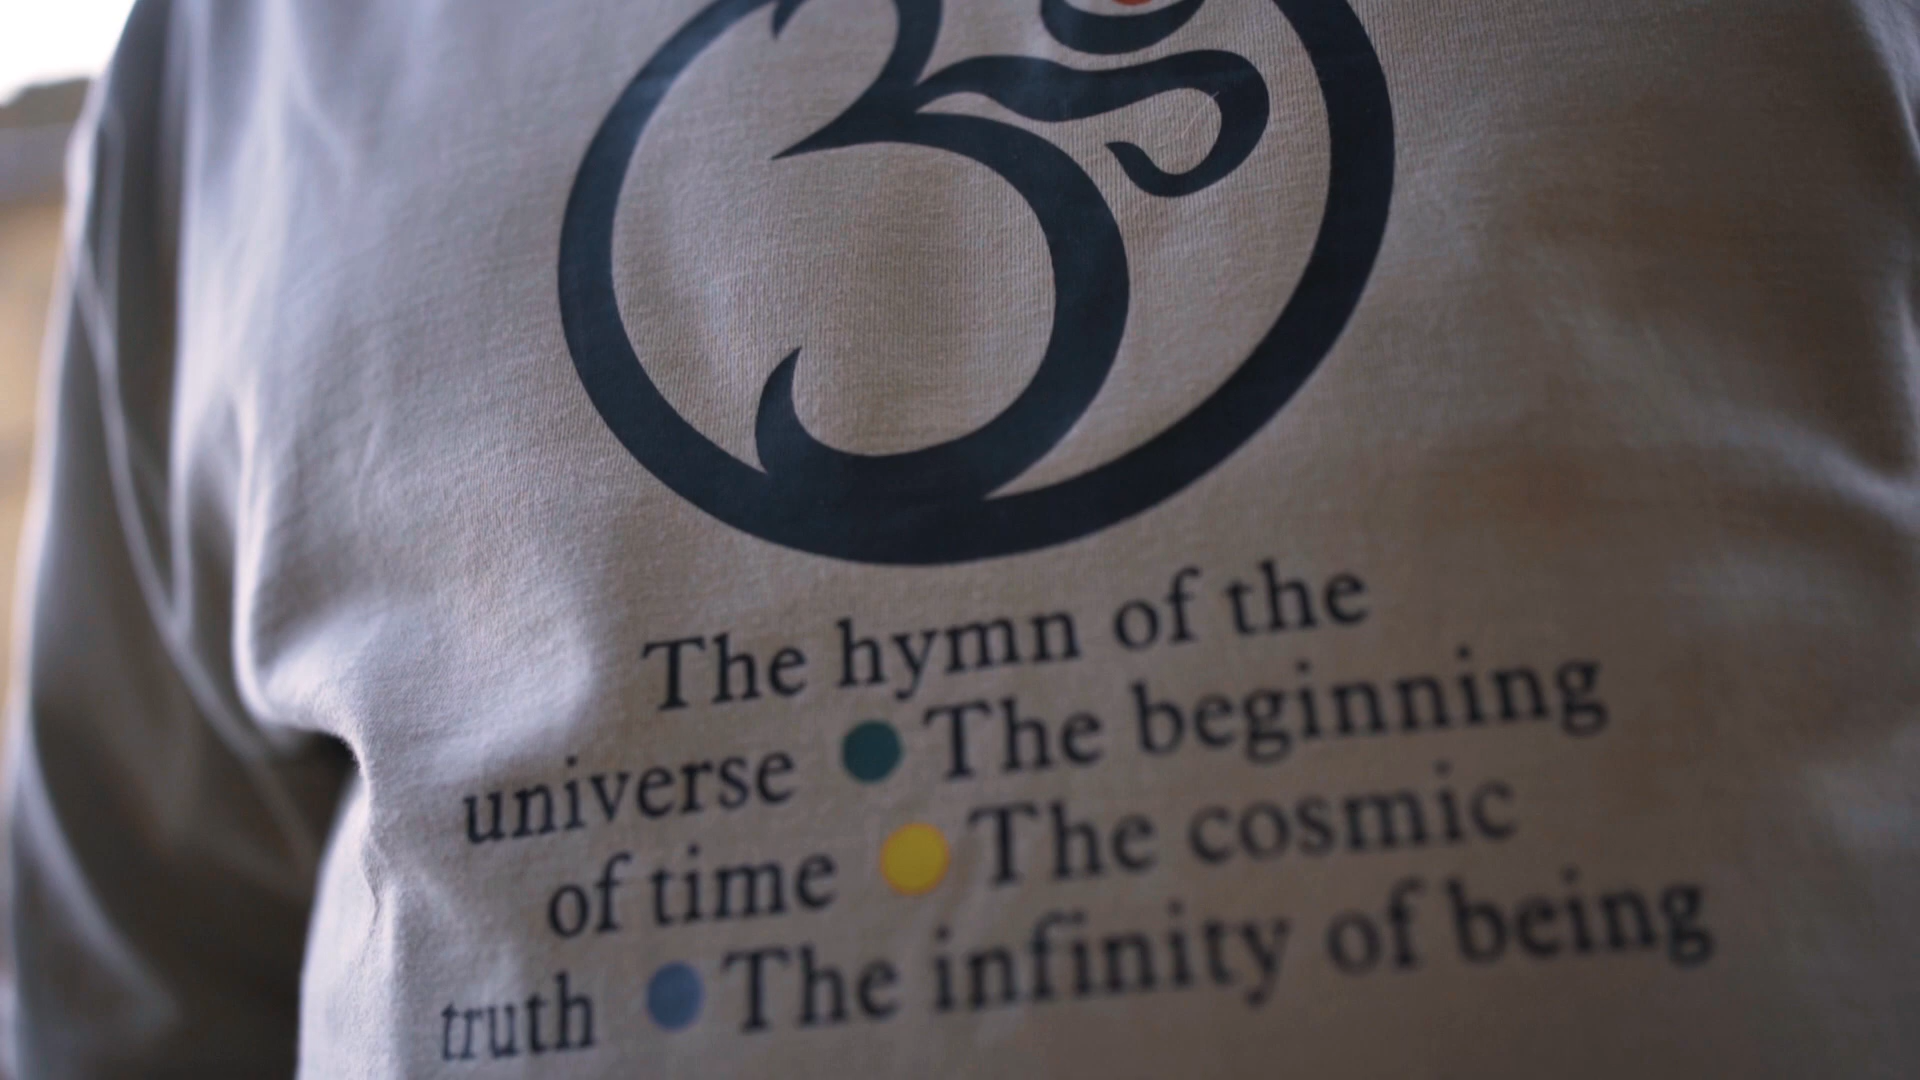 The hymn of the
universe ● The beginning
of time ● The cosmic
truth ● The infinity of being